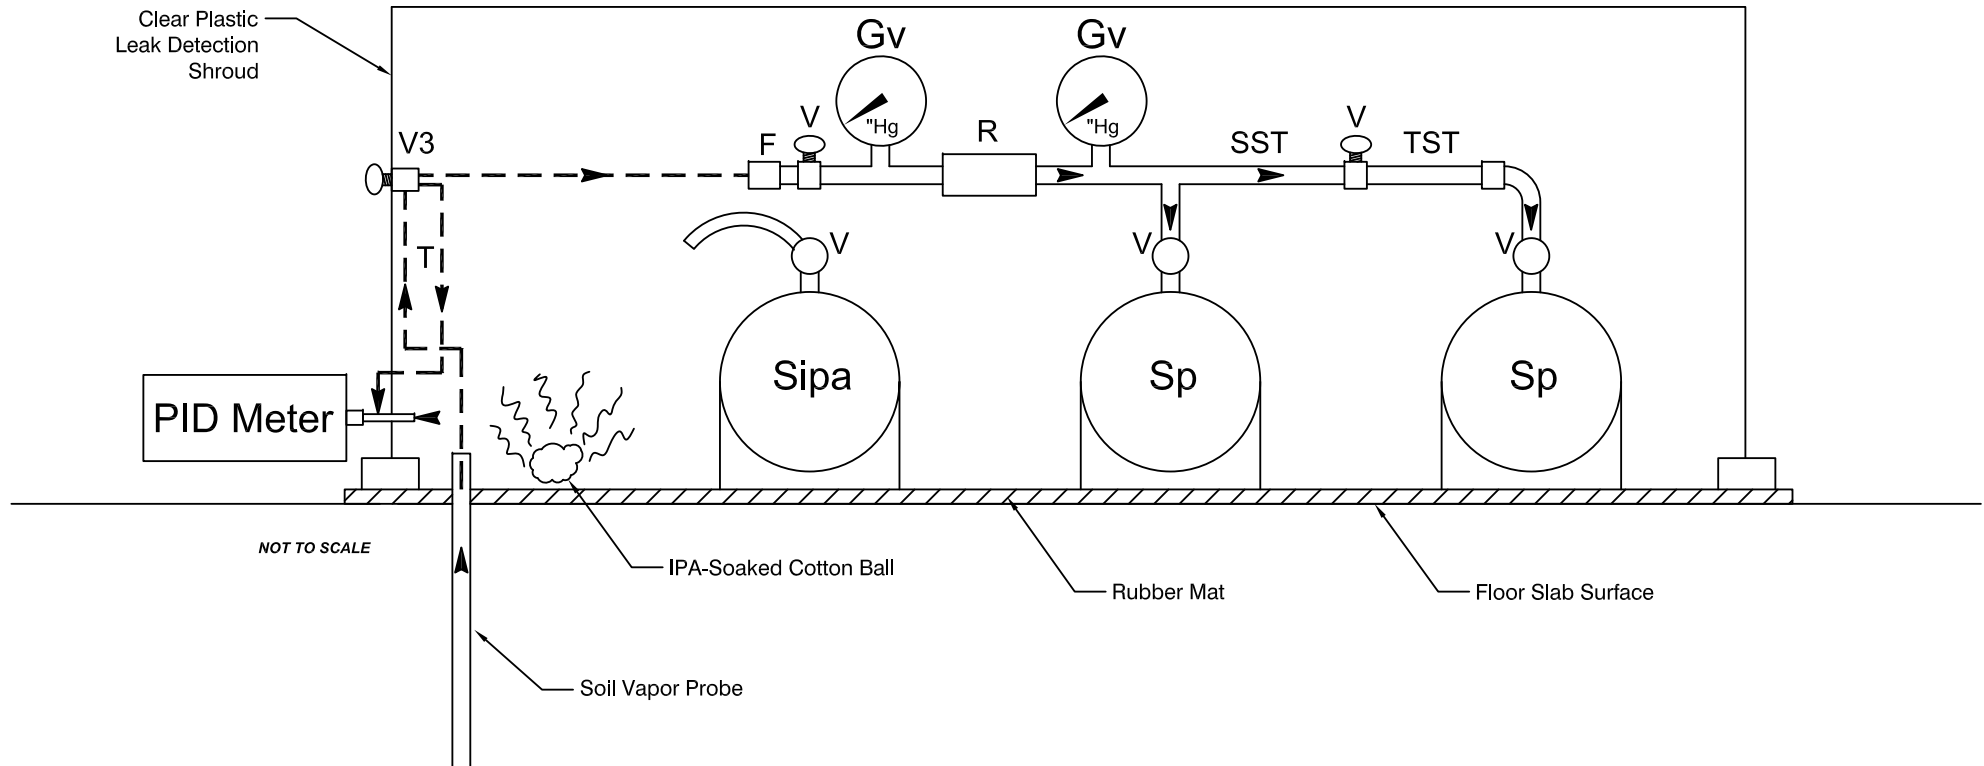 Clear Plastic
Leak Detection
Shroud
Gv
Gv
"Hg
"Hg
V3
F
V
R
SST
V
TST
T
V
V
V
PID Meter
Sipa
Sp
Sp
NOT TO SCALE
IPA-Soaked Cotton Ball
Rubber Mat
Floor Slab Surface
Soil Vapor Probe